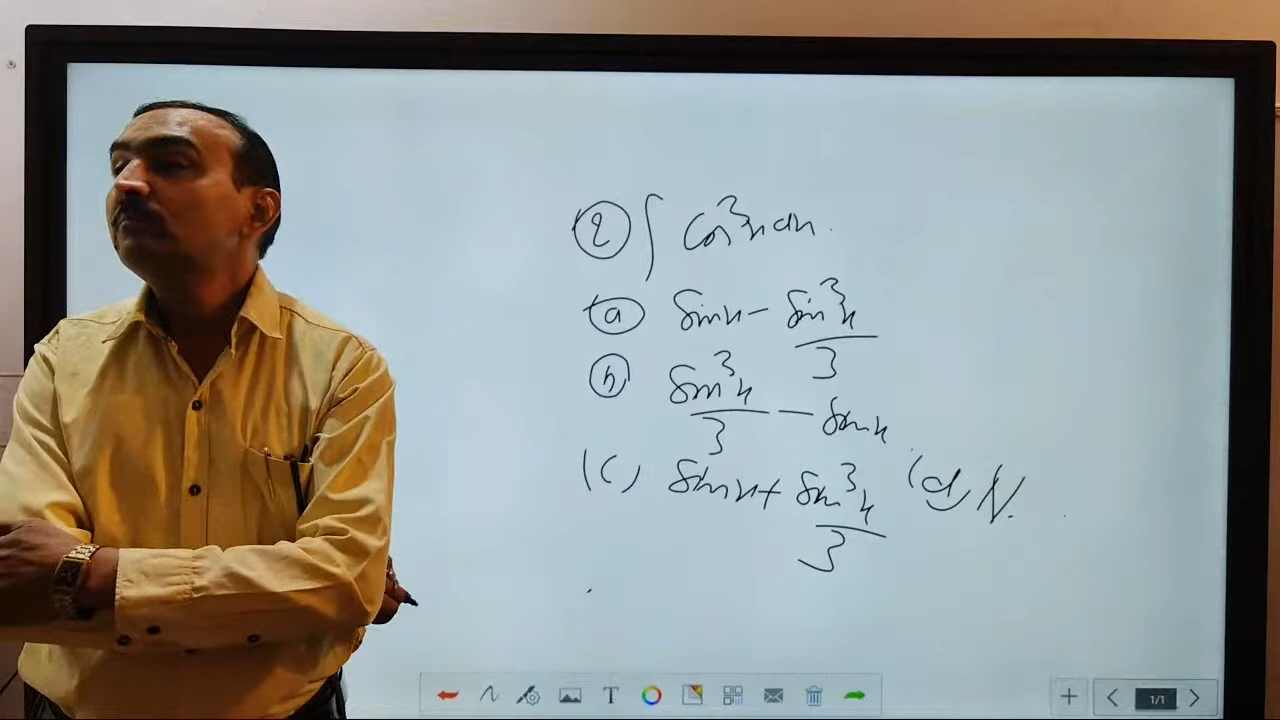 (2) ∫ cos³x dx.
(a) sinx - sin³x/3
(b) sin³x/3 - sinx
(c) sinx + sin³x/3 (d) N.
T
1/1